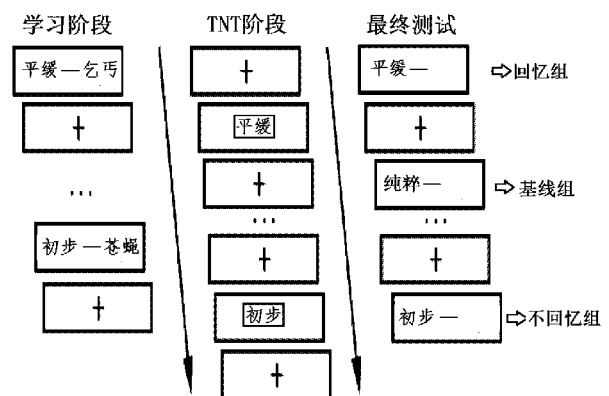 学习阶段
平缓—乞丐
...
初步—苍蝇
TNT阶段
平缓
...
初步
最终测试
平缓—
⇨回忆组
纯粹—
⇨基线组
...
初步—
⇨不回忆组